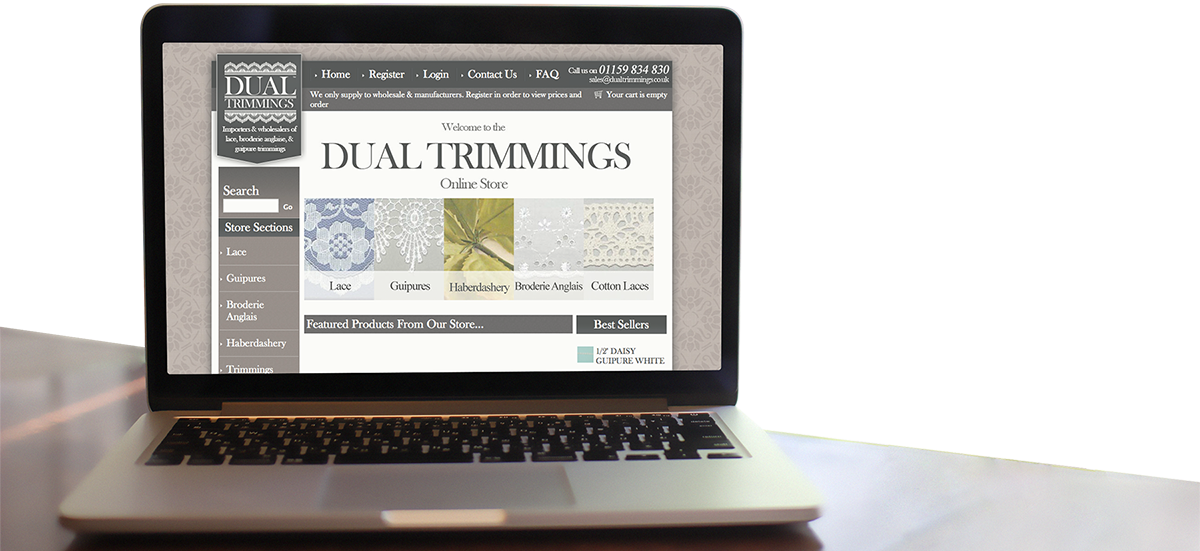 DUAL
TRIMMINGS
Importers & wholesalers of
lace, broderie anglaise, &
guipure trimmings
Home Register Login Contact Us FAQ
Call us on 01159 834 830
sales@dualtrimmings.co.uk
We only supply to wholesale & manufacturers. Register in order to view prices and
order
Your cart is empty
Welcome to the
DUAL TRIMMINGS
Online Store
Search
Go
Store Sections
Lace
Guipures
Broderie
Anglais
Haberdashery
Trimmings
Lace Guipures Haberdashery Broderie Anglais Cotton Laces
Featured Products From Our Store...
Best Sellers
1/2" DAISY
GUIPURE WHITE